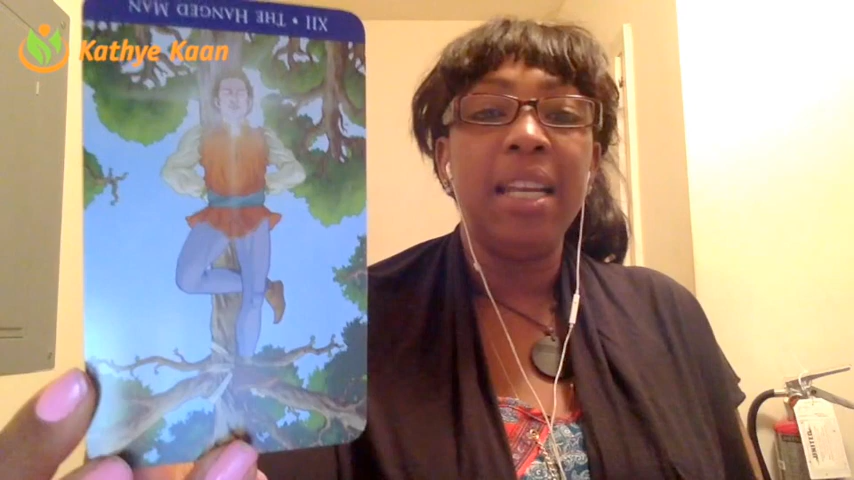 XII • THE HANGED MAN
Kathye Kaan